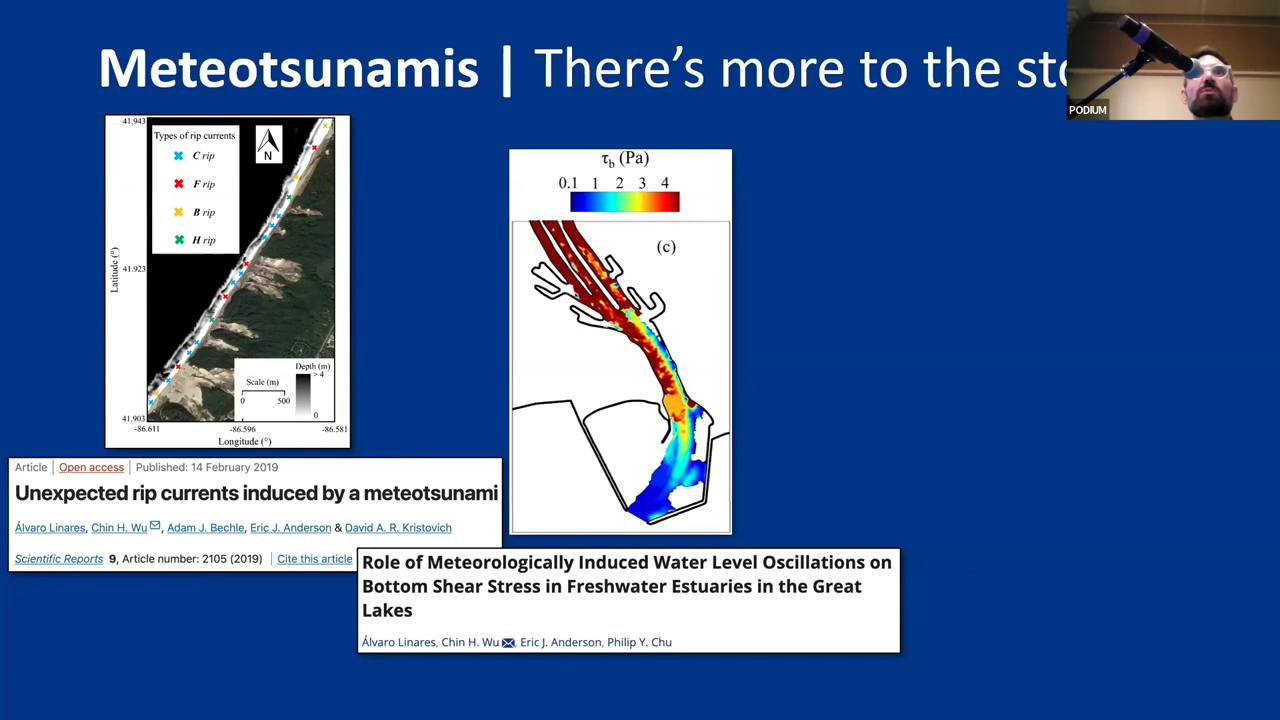 Meteotsunamis | There's more to the sto
PODIUM
41.943
Types of rip currents
C rip
F rip
B rip
H rip
N
Latitude (°)
41.923
Depth (m)
> 4
Scale (m)
0 500
0
41.903
-86.611 -86.596 -86.581
Longitude (°)
τb (Pa)
0.1 1 2 3 4
(c)
Article | Open access | Published: 14 February 2019
Unexpected rip currents induced by a meteotsunami
Álvaro Linares, Chin H. Wu, Adam J. Bechle, Eric J. Anderson & David A. R. Kristovich
Scientific Reports 9, Article number: 2105 (2019) | Cite this article
Role of Meteorologically Induced Water Level Oscillations on
Bottom Shear Stress in Freshwater Estuaries in the Great
Lakes
Álvaro Linares, Chin H. Wu, Eric J. Anderson, Philip Y. Chu